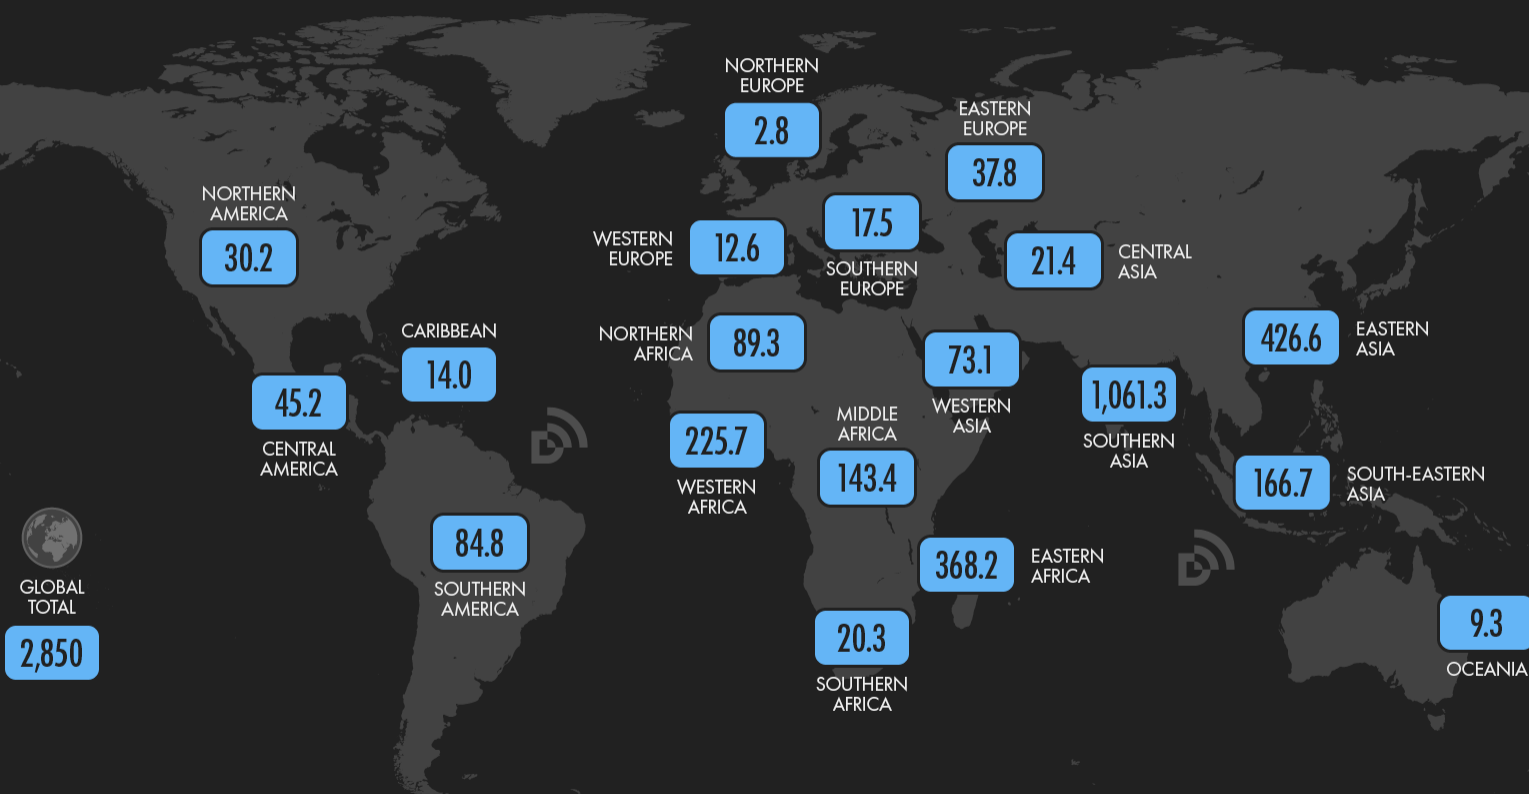 NORTHERN
EUROPE
2.8
EASTERN
EUROPE
37.8
NORTHERN
AMERICA
30.2
WESTERN
EUROPE
12.6
17.5
SOUTHERN
EUROPE
21.4
CENTRAL
ASIA
CARIBBEAN
14.0
NORTHERN
AFRICA
89.3
73.1
WESTERN
ASIA
426.6
EASTERN
ASIA
45.2
CENTRAL
AMERICA
1,061.3
SOUTHERN
ASIA
225.7
WESTERN
AFRICA
MIDDLE
AFRICA
143.4
166.7
SOUTH-EASTERN
ASIA
84.8
SOUTHERN
AMERICA
368.2
EASTERN
AFRICA
GLOBAL
TOTAL
2,850
20.3
SOUTHERN
AFRICA
9.3
OCEANIA